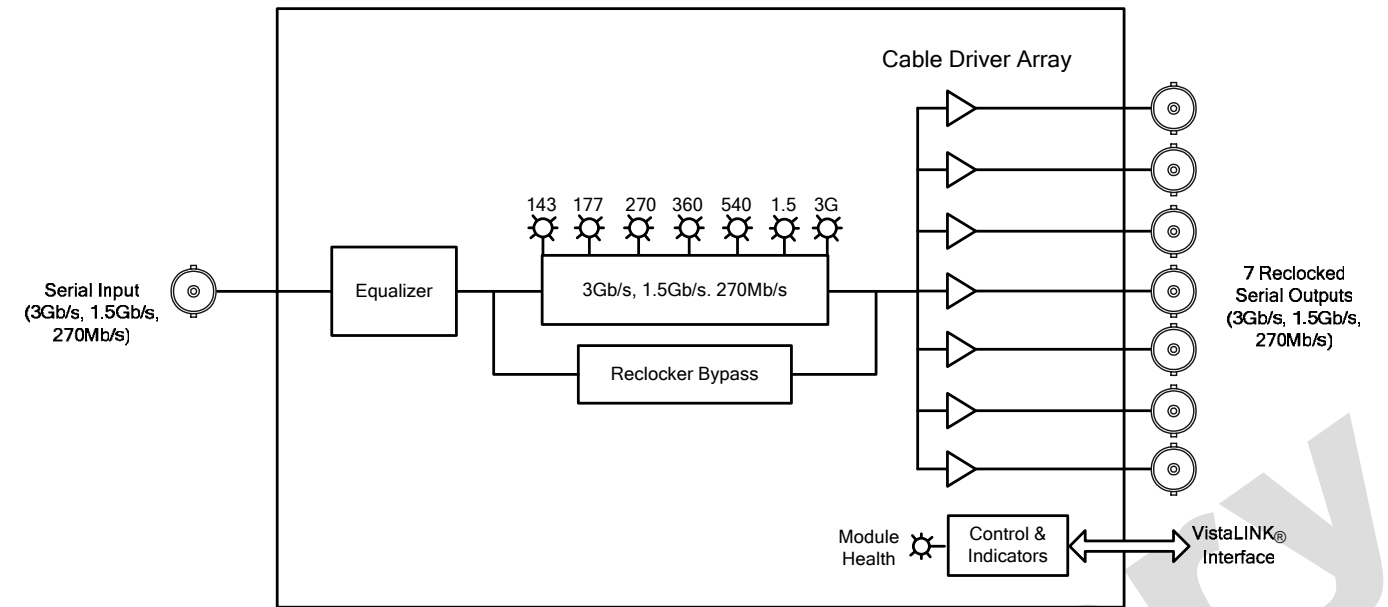 Cable Driver Array
143 177 270 360 540 1.5 3G
Serial Input
(3Gb/s, 1.5Gb/s,
270Mb/s)
Equalizer
3Gb/s, 1.5Gb/s. 270Mb/s
Reclocker Bypass
7 Reclocked
Serial Outputs
(3Gb/s, 1.5Gb/s,
270Mb/s)
Module
Health
Control &
Indicators
VistaLINK®
Interface
ry